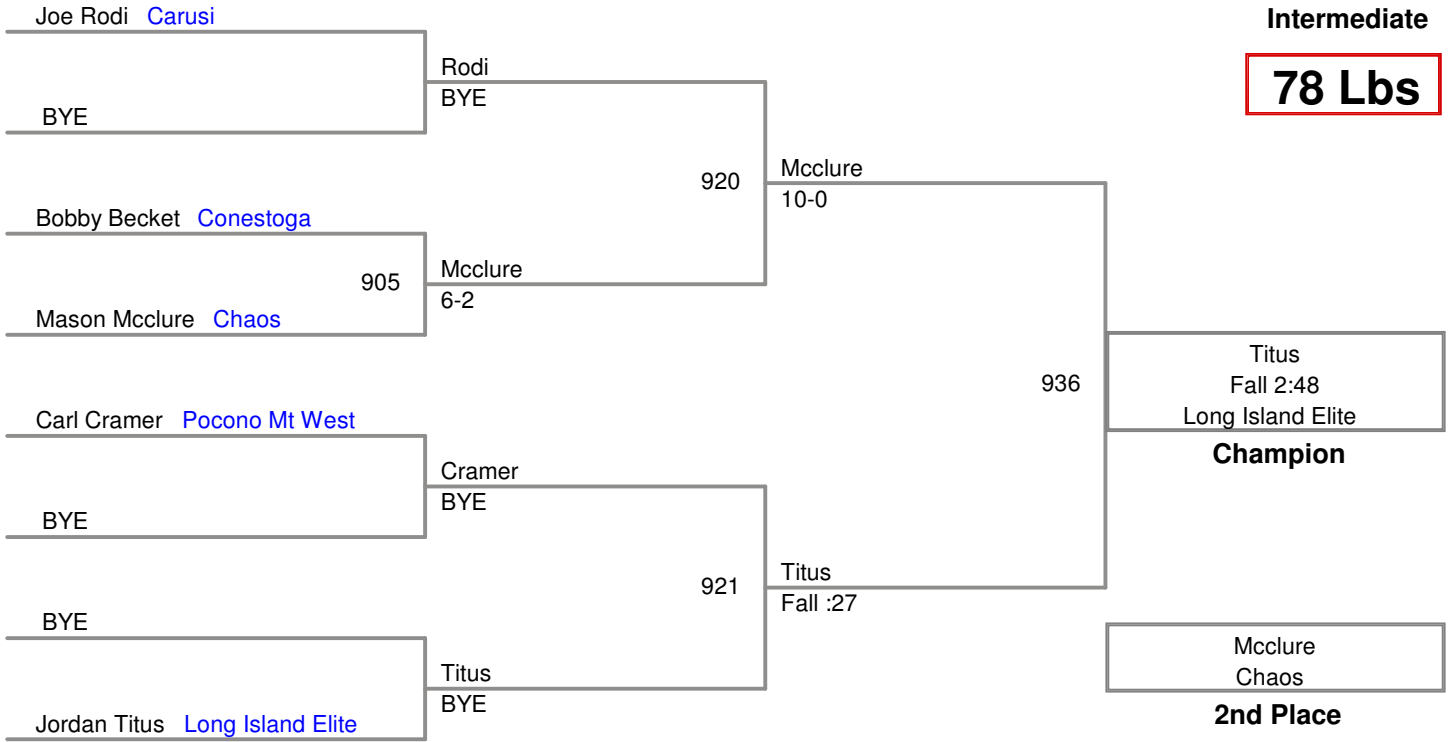 Joe Rodi Carusi
Intermediate
78 Lbs
Rodi
BYE
BYE
Mcclure
920
10-0
Bobby Becket Conestoga
Mcclure
905
6-2
Mason Mcclure Chaos
Titus
936
Fall 2:48
Long Island Elite
Champion
Carl Cramer Pocono Mt West
Cramer
BYE
BYE
Titus
921
Fall :27
BYE
Mcclure
Chaos
2nd Place
Titus
BYE
Jordan Titus Long Island Elite